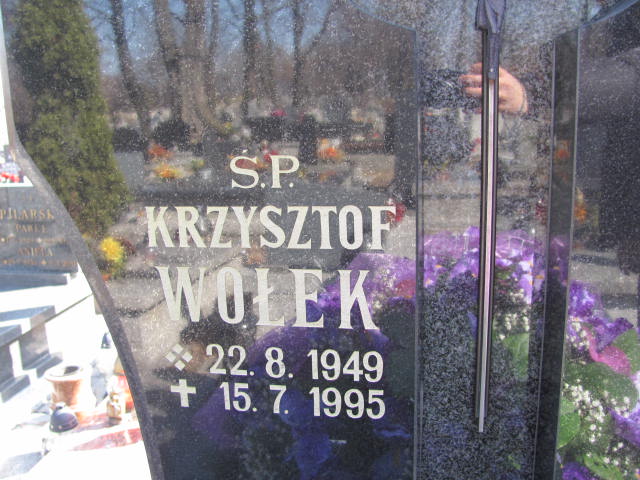 Ś.P.
KRZYSZTOF
WOŁEK
22. 8. 1949
15. 7. 1995